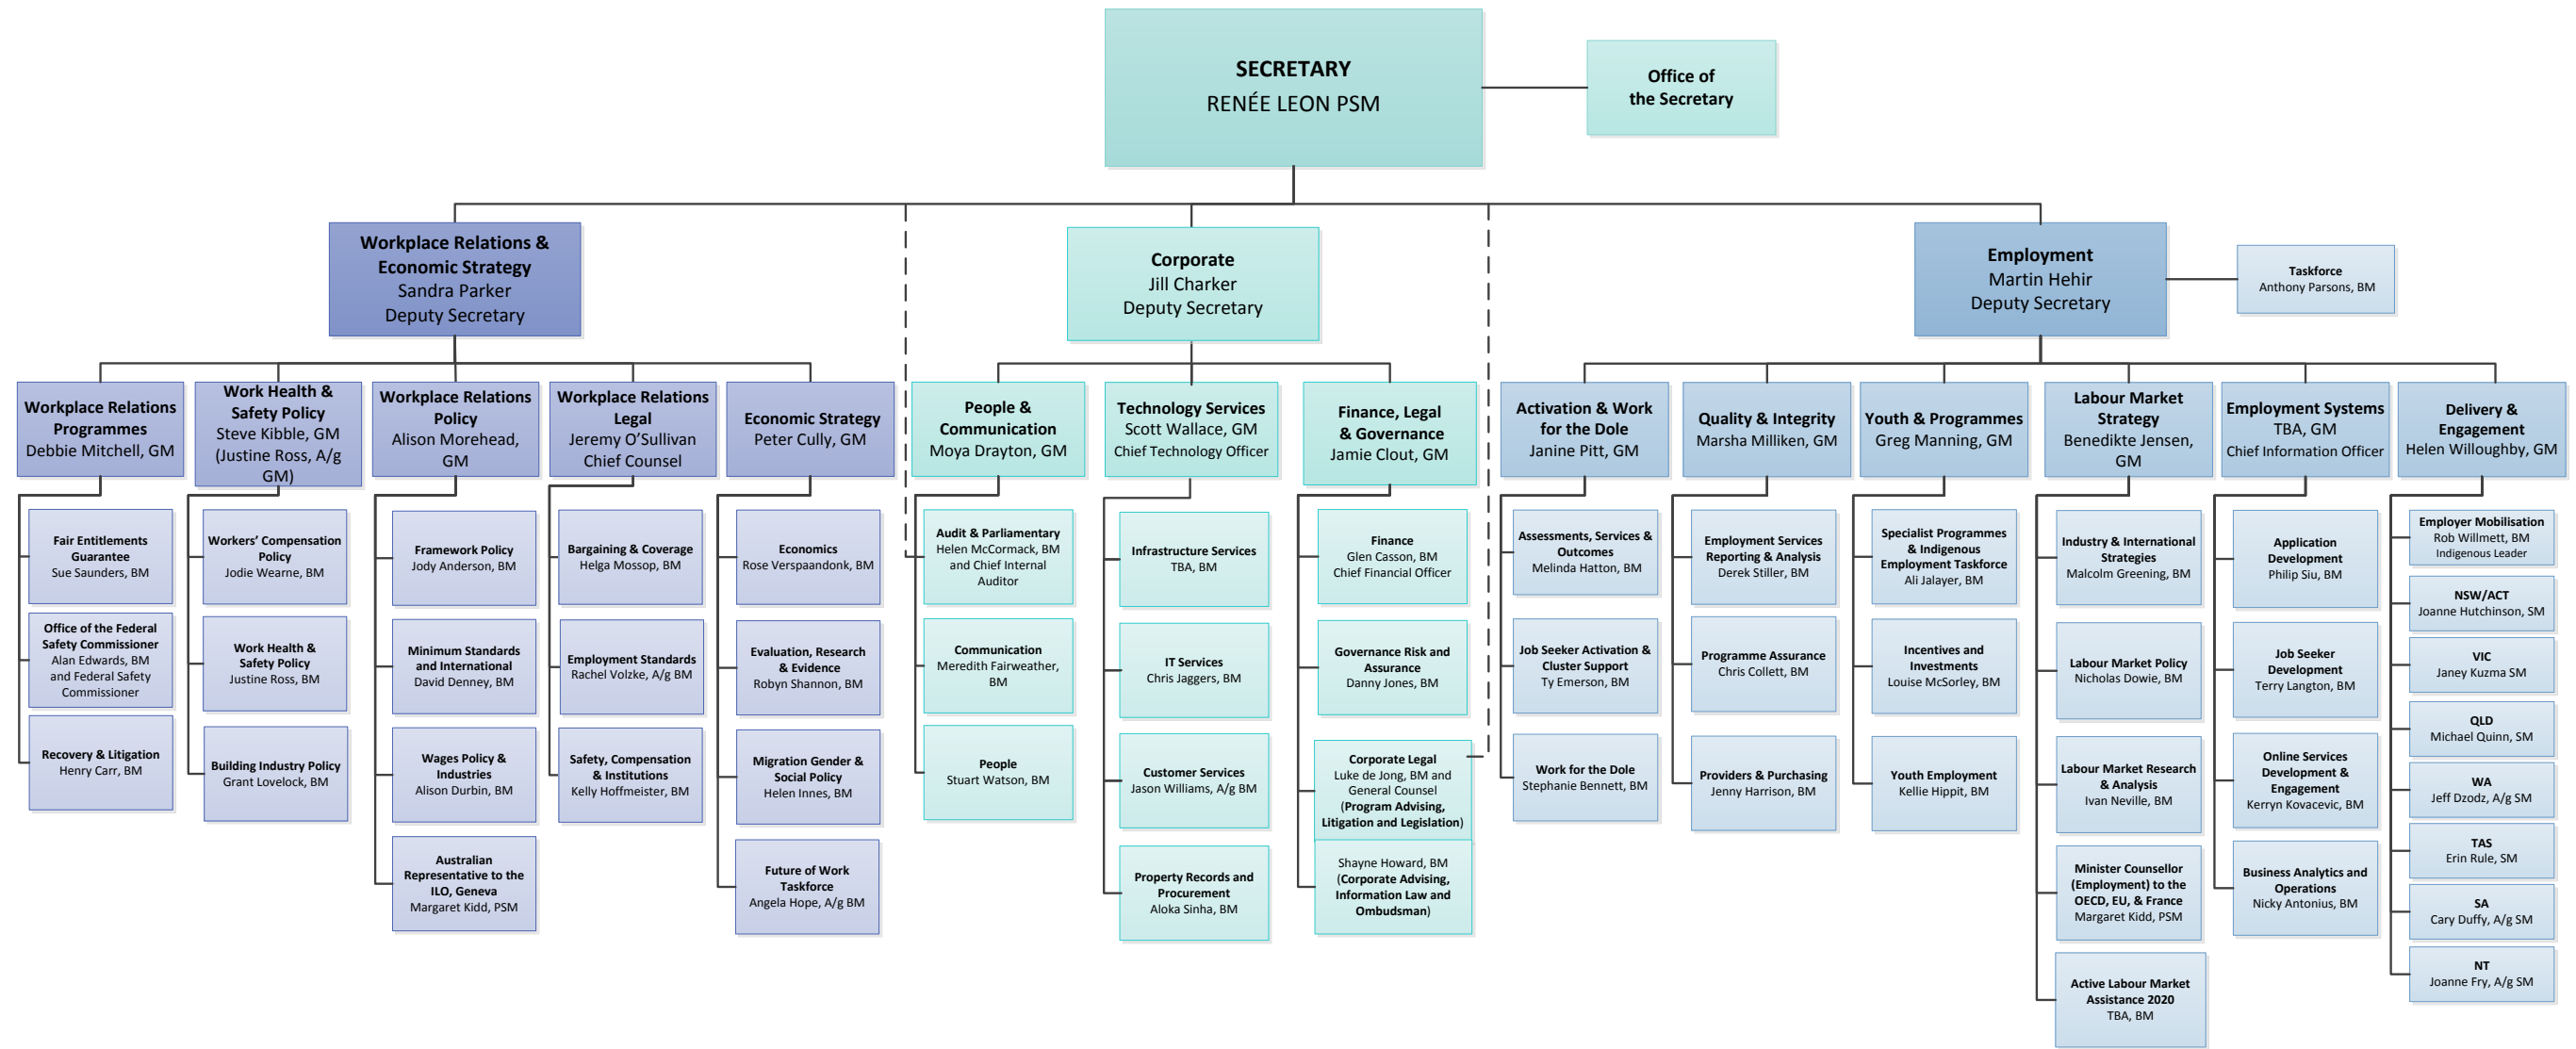 SECRETARY
RENÉE LEON PSM
Office of
the Secretary
Workplace Relations &
Economic Strategy
Sandra Parker
Deputy Secretary
Corporate
Jill Charker
Deputy Secretary
Employment
Martin Hehir
Deputy Secretary
Taskforce
Anthony Parsons, BM
Workplace Relations
Programmes
Debbie Mitchell, GM
Work Health &
Safety Policy
Steve Kibble, GM
(Justine Ross, A/g
GM)
Workplace Relations
Policy
Alison Morehead,
GM
Workplace Relations
Legal
Jeremy O’Sullivan
Chief Counsel
Economic Strategy
Peter Cully, GM
People &
Communication
Moya Drayton, GM
Technology Services
Scott Wallace, GM
Chief Technology Officer
Finance, Legal
& Governance
Jamie Clout, GM
Activation & Work
for the Dole
Janine Pitt, GM
Quality & Integrity
Marsha Milliken, GM
Youth & Programmes
Greg Manning, GM
Labour Market
Strategy
Benedikte Jensen,
GM
Employment Systems
TBA, GM
Chief Information Officer
Delivery &
Engagement
Helen Willoughby, GM
Fair Entitlements
Guarantee
Sue Saunders, BM
Office of the Federal
Safety Commissioner
Alan Edwards, BM
and Federal Safety
Commissioner
Recovery & Litigation
Henry Carr, BM
Workers’ Compensation
Policy
Jodie Wearne, BM
Work Health &
Safety Policy
Justine Ross, BM
Building Industry Policy
Grant Lovelock, BM
Framework Policy
Jody Anderson, BM
Minimum Standards
and International
David Denney, BM
Wages Policy &
Industries
Alison Durbin, BM
Australian
Representative to the
ILO, Geneva
Margaret Kidd, PSM
Bargaining & Coverage
Helga Mossop, BM
Employment Standards
Rachel Volzke, A/g BM
Safety, Compensation
& Institutions
Kelly Hoffmeister, BM
Economics
Rose Verspaandonk, BM
Evaluation, Research
& Evidence
Robyn Shannon, BM
Migration Gender &
Social Policy
Helen Innes, BM
Future of Work
Taskforce
Angela Hope, A/g BM
Audit & Parliamentary
Helen McCormack, BM
and Chief Internal
Auditor
Communication
Meredith Fairweather,
BM
People
Stuart Watson, BM
Infrastructure Services
TBA, BM
IT Services
Chris Jaggers, BM
Customer Services
Jason Williams, A/g BM
Property Records and
Procurement
Aloka Sinha, BM
Finance
Glen Casson, BM
Chief Financial Officer
Governance Risk and
Assurance
Danny Jones, BM
Corporate Legal
Luke de Jong, BM and
General Counsel
(Program Advising,
Litigation and Legislation)
Shayne Howard, BM
(Corporate Advising,
Information Law and
Ombudsman)
Assessments, Services &
Outcomes
Melinda Hatton, BM
Job Seeker Activation &
Cluster Support
Ty Emerson, BM
Work for the Dole
Stephanie Bennett, BM
Employment Services
Reporting & Analysis
Derek Stiller, BM
Programme Assurance
Chris Collett, BM
Providers & Purchasing
Jenny Harrison, BM
Specialist Programmes
& Indigenous
Employment Taskforce
Ali Jalayer, BM
Incentives and
Investments
Louise McSorley, BM
Youth Employment
Kellie Hippit, BM
Industry & International
Strategies
Malcolm Greening, BM
Labour Market Policy
Nicholas Dowie, BM
Labour Market Research
& Analysis
Ivan Neville, BM
Minister Counsellor
(Employment) to the
OECD, EU, & France
Margaret Kidd, PSM
Active Labour Market
Assistance 2020
TBA, BM
Application
Development
Philip Siu, BM
Job Seeker
Development
Terry Langton, BM
Online Services
Development &
Engagement
Kerryn Kovacevic, BM
Business Analytics and
Operations
Nicky Antonius, BM
Employer Mobilisation
Rob Willmett, BM
Indigenous Leader
NSW/ACT
Joanne Hutchinson, SM
VIC
Janey Kuzma SM
QLD
Michael Quinn, SM
WA
Jeff Dzodz, A/g SM
TAS
Erin Rule, SM
SA
Cary Duffy, A/g SM
NT
Joanne Fry, A/g SM